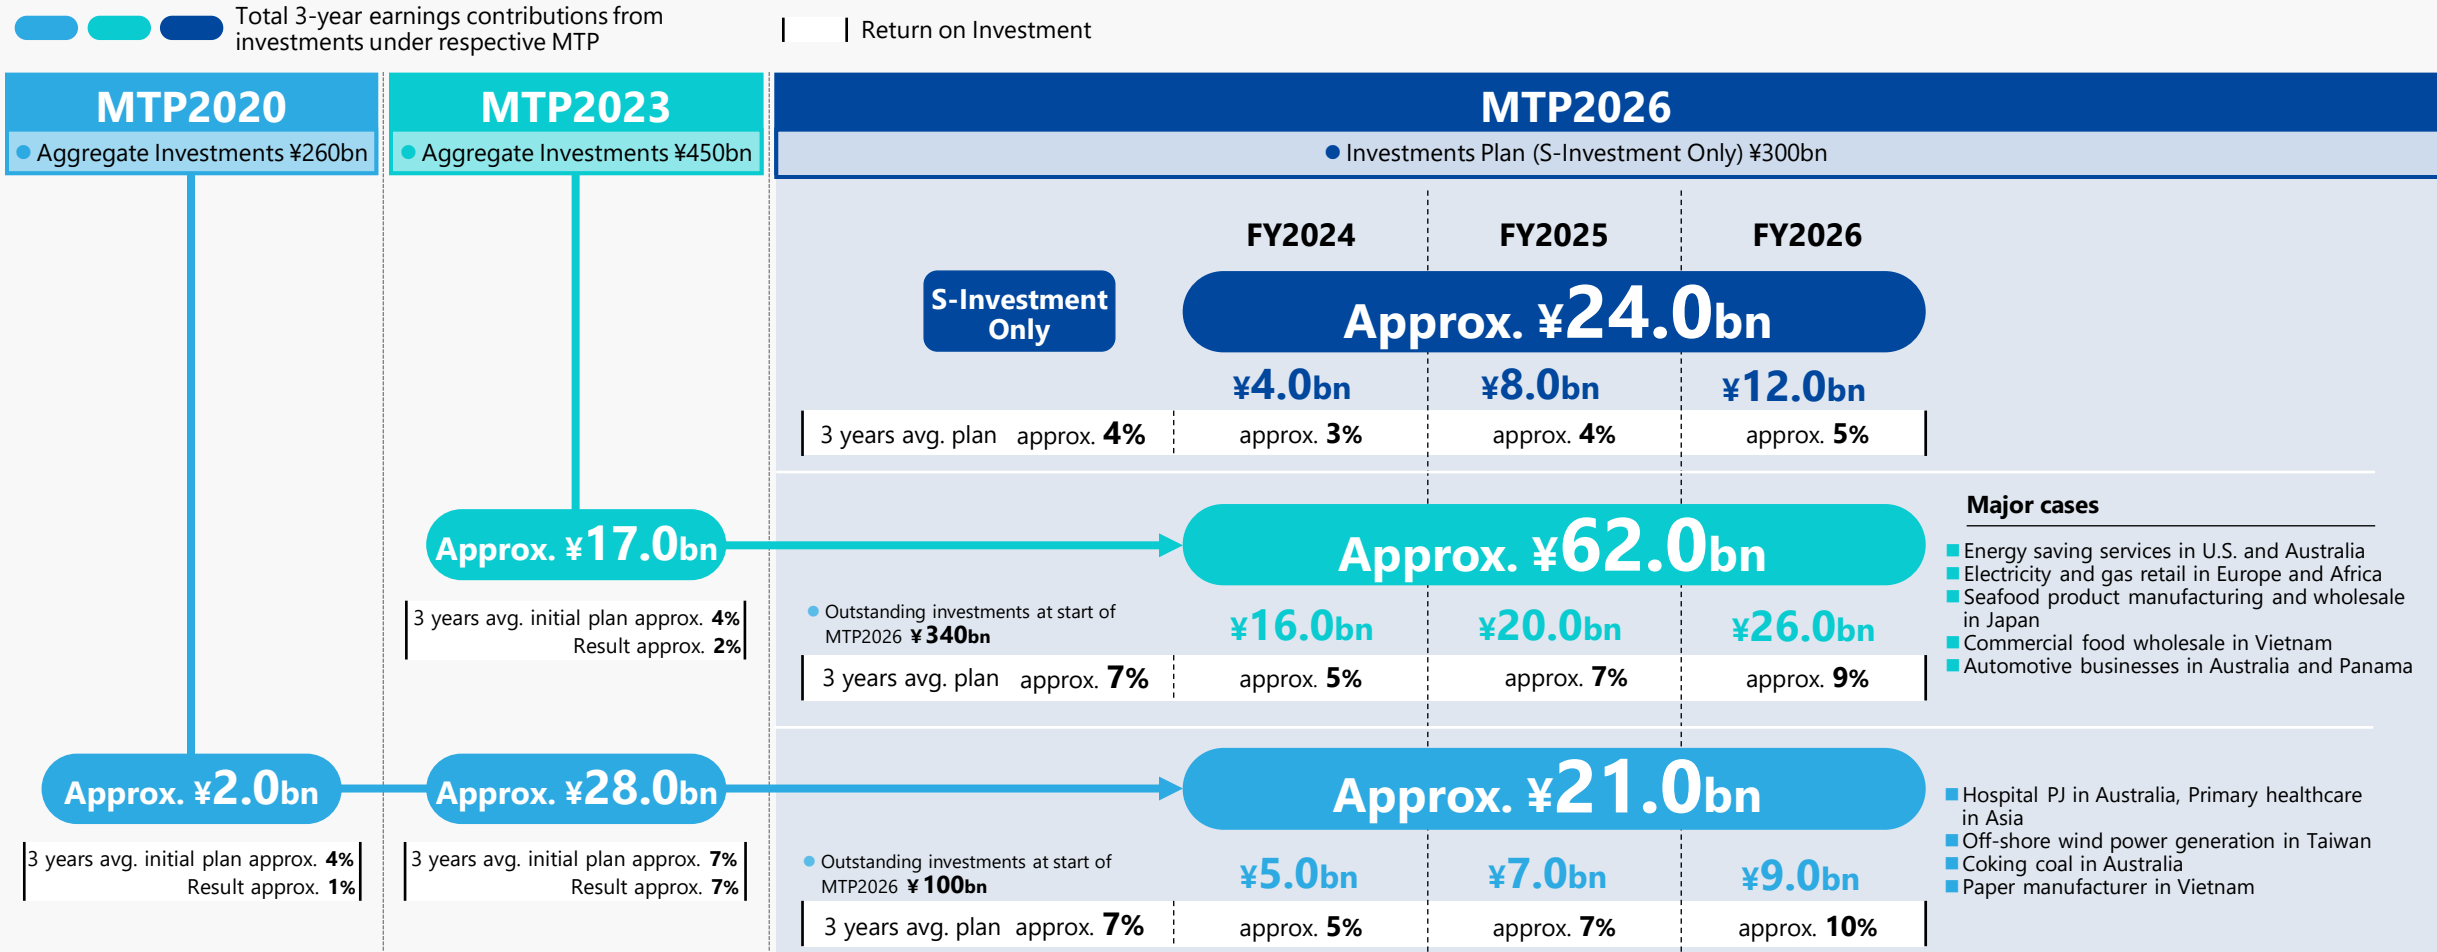 Total 3-year earnings contributions from
investments under respective MTP
Return on Investment
MTP2020
● Aggregate Investments ¥260bn
MTP2023
● Aggregate Investments ¥450bn
MTP2026
● Investments Plan (S-Investment Only) ¥300bn
FY2024 FY2025 FY2026
S-Investment
Only
Approx. ¥24.0bn
¥4.0bn ¥8.0bn ¥12.0bn
3 years avg. plan approx. 4% approx. 3% approx. 4% approx. 5%
Approx. ¥17.0bn
3 years avg. initial plan approx. 4%
Result approx. 2%
Approx. ¥62.0bn
● Outstanding investments at start of
MTP2026 ¥340bn
¥16.0bn ¥20.0bn ¥26.0bn
3 years avg. plan approx. 7% approx. 5% approx. 7% approx. 9%
Major cases
■ Energy saving services in U.S. and Australia
■ Electricity and gas retail in Europe and Africa
■ Seafood product manufacturing and wholesale
in Japan
■ Commercial food wholesale in Vietnam
■ Automotive businesses in Australia and Panama
Approx. ¥2.0bn
3 years avg. initial plan approx. 4%
Result approx. 1%
Approx. ¥28.0bn
3 years avg. initial plan approx. 7%
Result approx. 7%
Approx. ¥21.0bn
● Outstanding investments at start of
MTP2026 ¥100bn
¥5.0bn ¥7.0bn ¥9.0bn
3 years avg. plan approx. 7% approx. 5% approx. 7% approx. 10%
■ Hospital PJ in Australia, Primary healthcare
in Asia
■ Off-shore wind power generation in Taiwan
■ Coking coal in Australia
■ Paper manufacturer in Vietnam